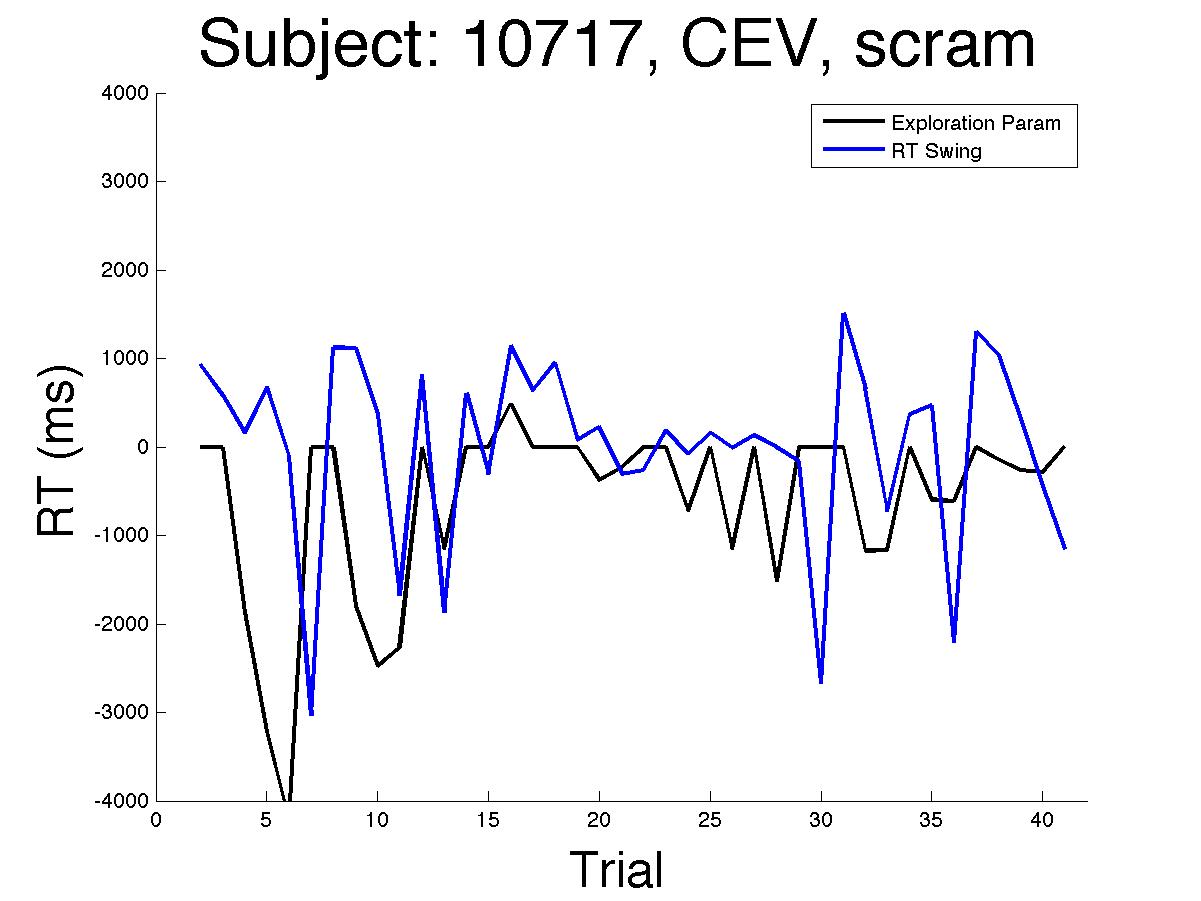 Subject: 10717, CEV, scram
4000
3000
2000
1000
0
-1000
-2000
-3000
-4000
RT (ms)
Exploration Param
RT Swing
0 5 10 15 20 25 30 35 40
Trial